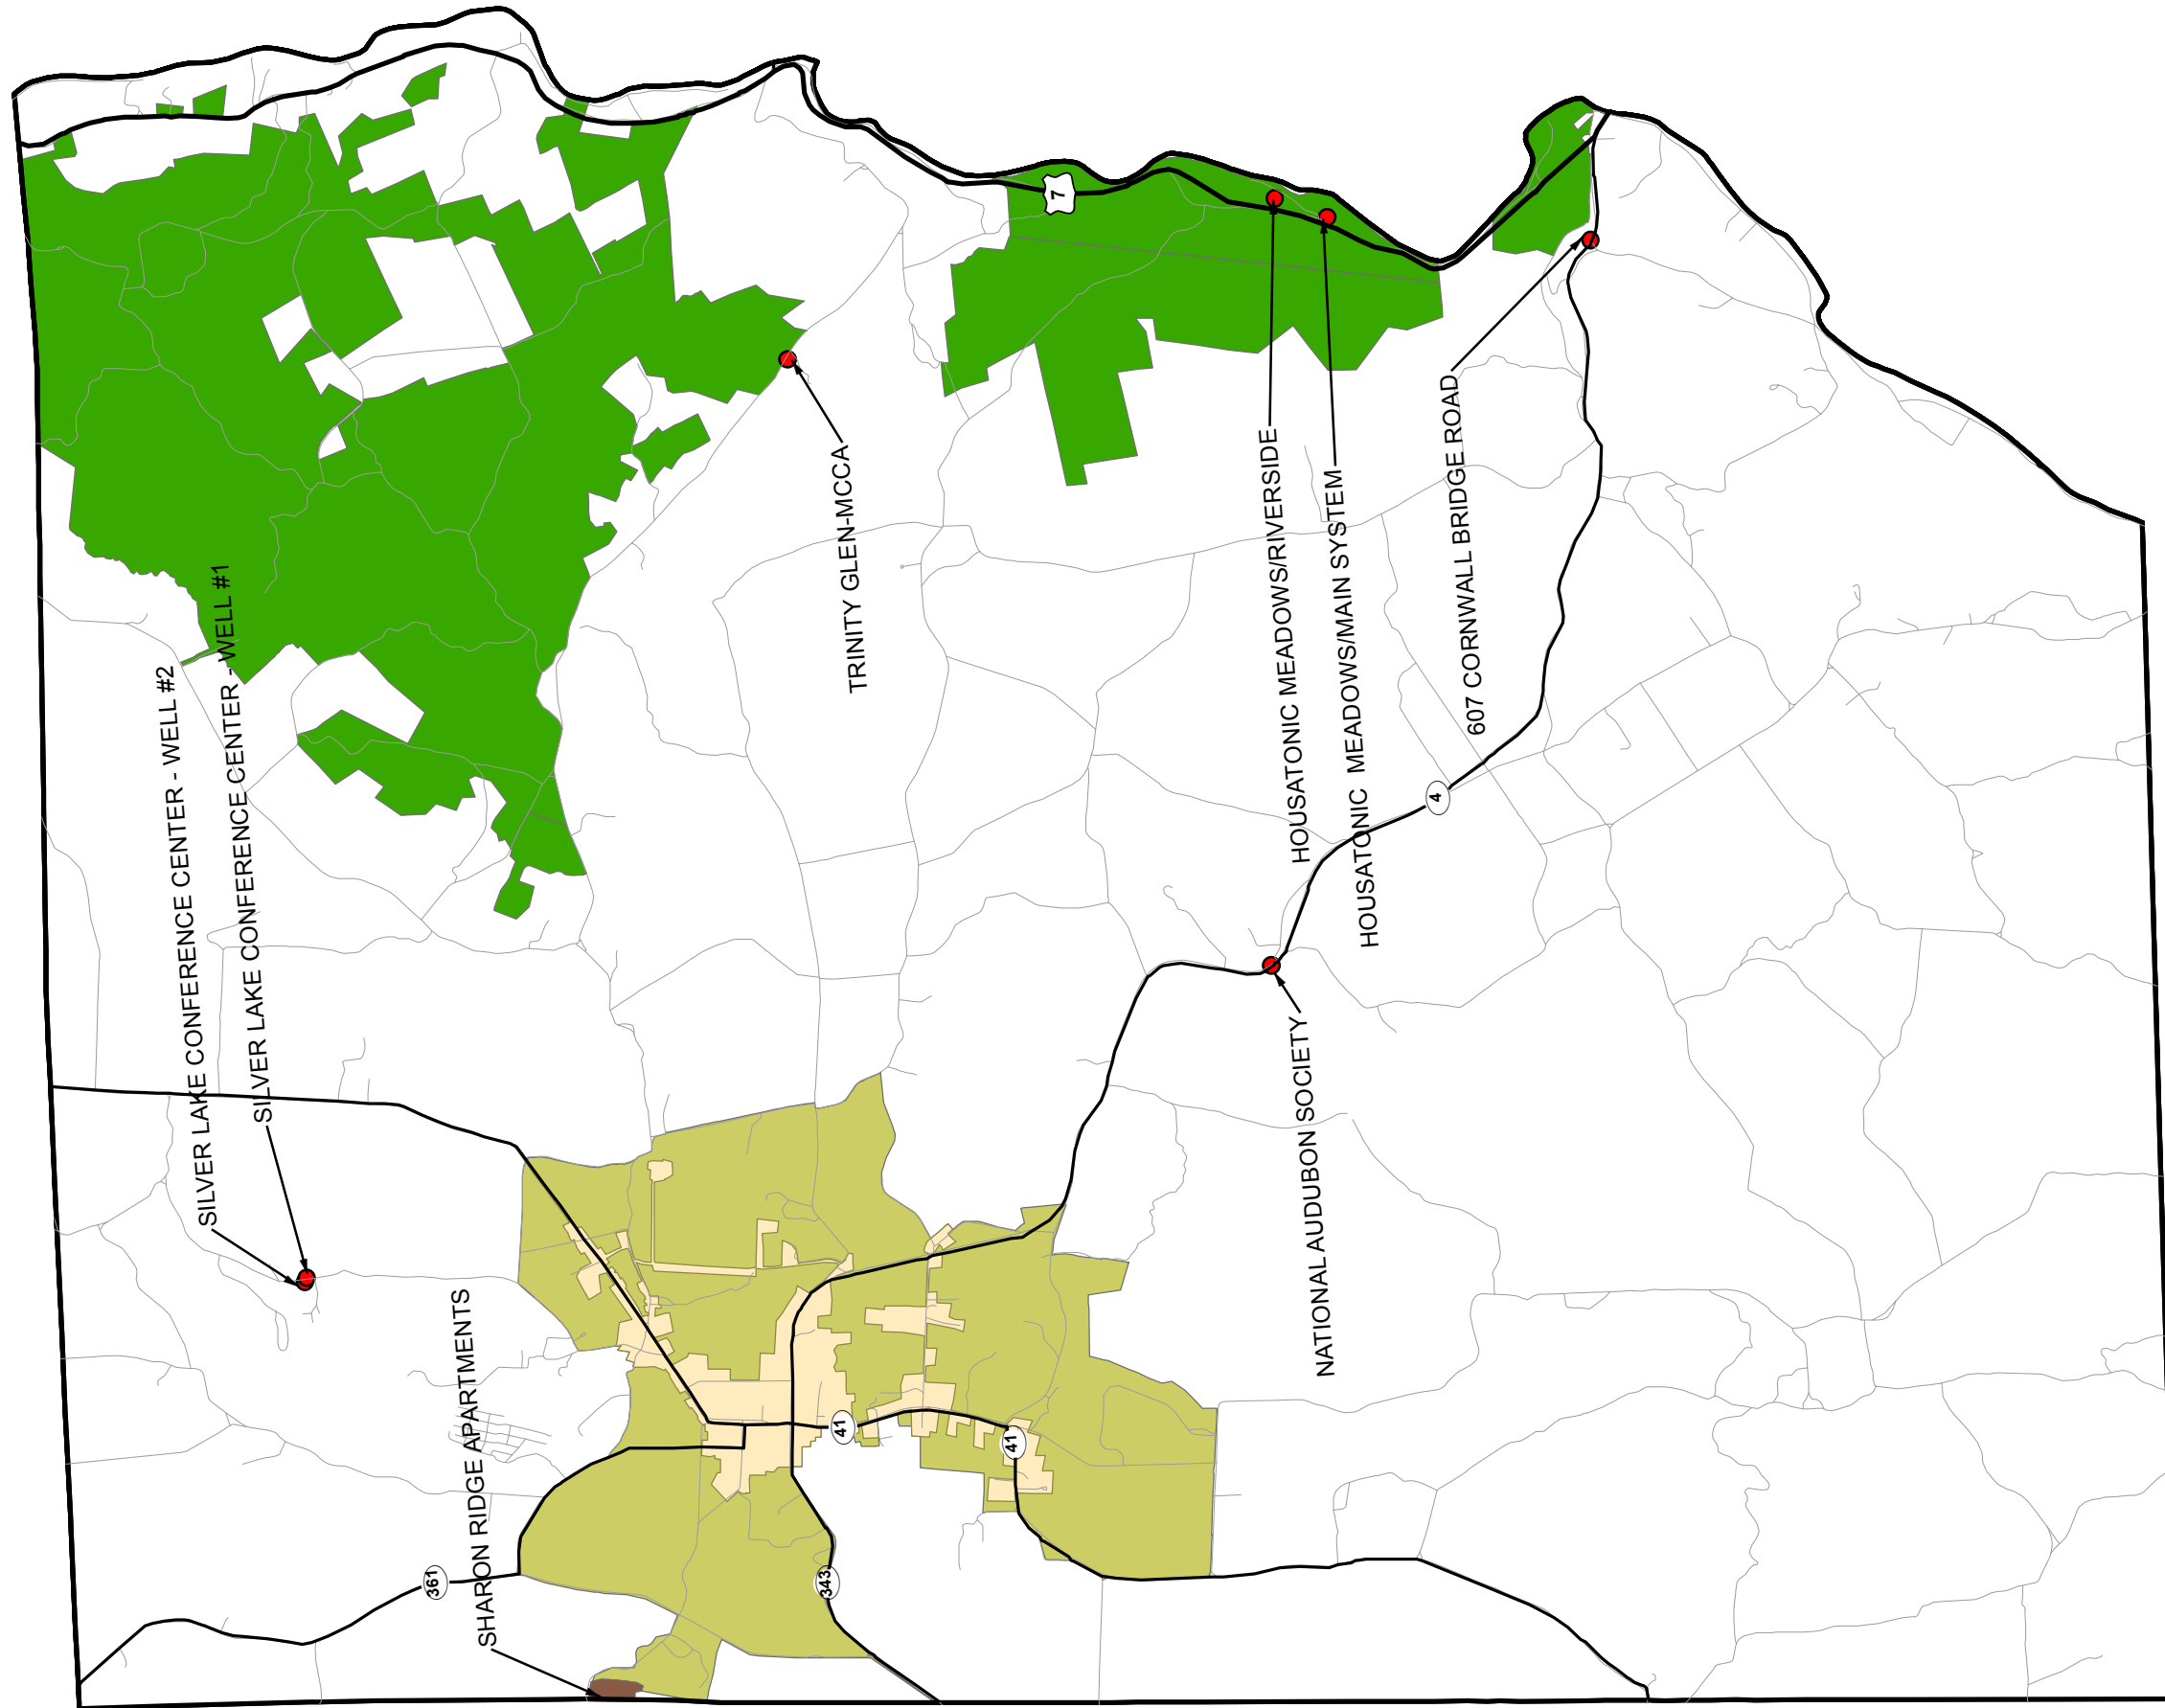 7
TRINITY GLEN-MCCA
HOUSATONIC MEADOWS/RIVERSIDE
HOUSATONIC MEADOWS/MAIN SYSTEM
607 CORNWALL BRIDGE ROAD
SILVER LAKE CONFERENCE CENTER - WELL #2
SILVER LAKE CONFERENCE CENTER - WELL #1
4
NATIONAL AUDUBON SOCIETY
SHARON RIDGE APARTMENTS
41
41
361
343